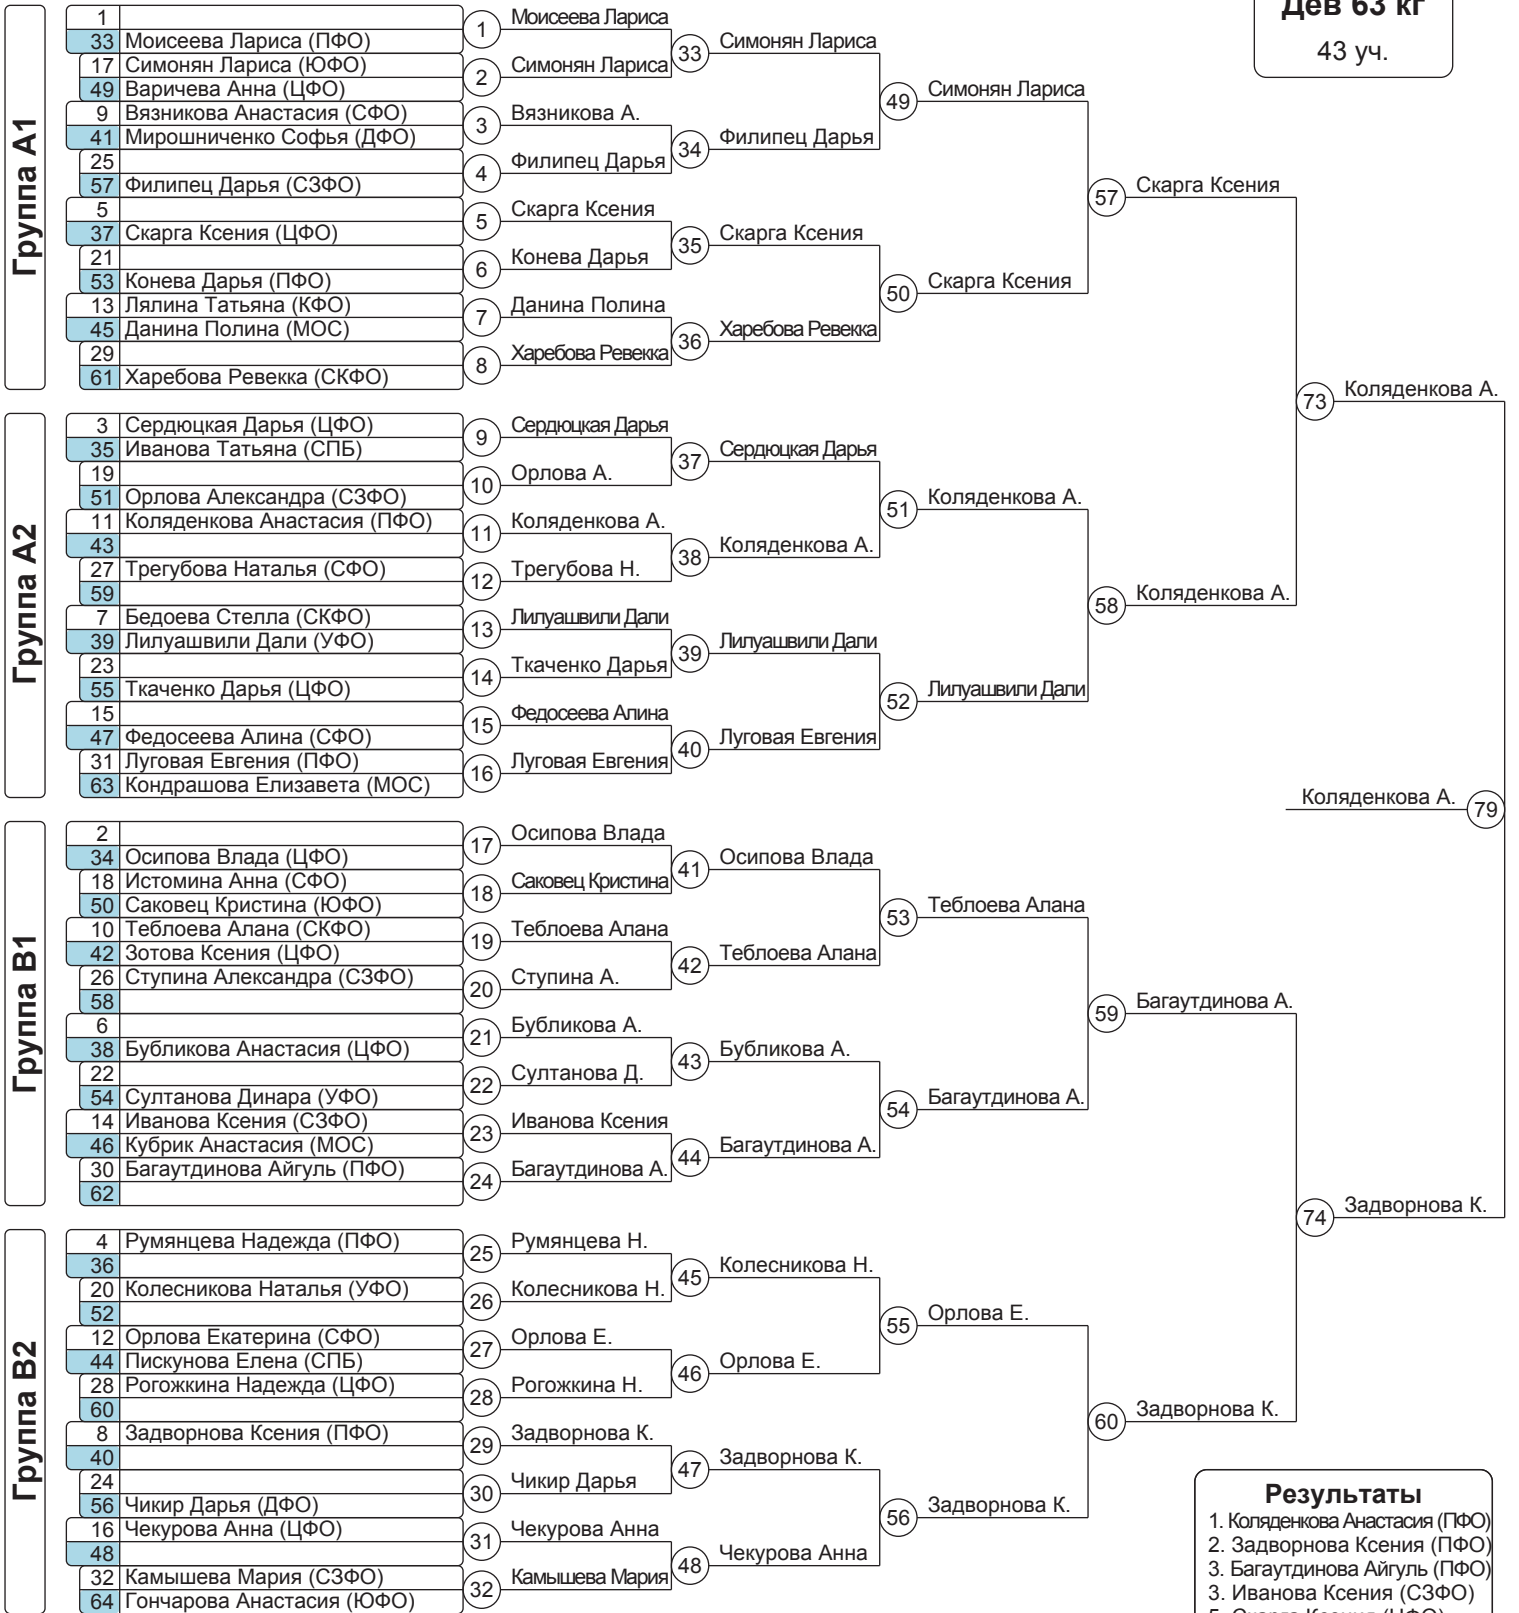 Дев 63 кг
43 уч.
Группа А1
1
33 Моисеева Лариса (ПФО)
17 Симонян Лариса (ЮФО)
49 Варичева Анна (ЦФО)
9 Вязникова Анастасия (СФО)
41 Мирошниченко Софья (ДФО)
25
57 Филипец Дарья (СЗФО)
5
37 Скарга Ксения (ЦФО)
21
53 Конева Дарья (ПФО)
13 Лялина Татьяна (КФО)
45 Данина Полина (МОС)
29
61 Харебова Ревекка (СКФО)
1 Моисеева Лариса
2 Симонян Лариса
3 Вязникова А.
4 Филипец Дарья
5 Скарга Ксения
6 Конева Дарья
7 Данина Полина
8 Харебова Ревекка
33 Симонян Лариса
34 Филипец Дарья
35 Скарга Ксения
36 Харебова Ревекка
49 Симонян Лариса
50 Скарга Ксения
57 Скарга Ксения
Группа А2
3 Сердюцкая Дарья (ЦФО)
35 Иванова Татьяна (СПБ)
19
51 Орлова Александра (СЗФО)
11 Коляденкова Анастасия (ПФО)
43
27 Трегубова Наталья (СФО)
59
7 Бедоева Стелла (СКФО)
39 Лилуашвили Дали (УФО)
23
55 Ткаченко Дарья (ЦФО)
15
47 Федосеева Алина (СФО)
31 Луговая Евгения (ПФО)
63 Кондрашова Елизавета (МОС)
9 Сердюцкая Дарья
10 Орлова А.
11 Коляденкова А.
12 Трегубова Н.
13 Лилуашвили Дали
14 Ткаченко Дарья
15 Федосеева Алина
16 Луговая Евгения
37 Сердюцкая Дарья
38 Коляденкова А.
39 Лилуашвили Дали
40 Луговая Евгения
51 Коляденкова А.
52 Лилуашвили Дали
58 Коляденкова А.
73 Коляденкова А.
Коляденкова А. 79
Группа В1
2
34 Осипова Влада (ЦФО)
18 Истомина Анна (СФО)
50 Саковец Кристина (ЮФО)
10 Теблоева Алана (СКФО)
42 Зотова Ксения (ЦФО)
26 Ступина Александра (СЗФО)
58
6
38 Бубликова Анастасия (ЦФО)
22
54 Султанова Динара (УФО)
14 Иванова Ксения (СЗФО)
46 Кубрик Анастасия (МОС)
30 Багаутдинова Айгуль (ПФО)
62
17 Осипова Влада
18 Саковец Кристина
19 Теблоева Алана
20 Ступина А.
21 Бубликова А.
22 Султанова Д.
23 Иванова Ксения
24 Багаутдинова А.
41 Осипова Влада
42 Теблоева Алана
43 Бубликова А.
44 Багаутдинова А.
53 Теблоева Алана
54 Багаутдинова А.
59 Багаутдинова А.
Группа В2
4 Румянцева Надежда (ПФО)
36
20 Колесникова Наталья (УФО)
52
12 Орлова Екатерина (СФО)
44 Пискунова Елена (СПБ)
28 Рогожкина Надежда (ЦФО)
60
8 Задворнова Ксения (ПФО)
40
24
56 Чикир Дарья (ДФО)
16 Чекурова Анна (ЦФО)
48
32 Камышева Мария (СЗФО)
64 Гончарова Анастасия (ЮФО)
25 Румянцева Н.
26 Колесникова Н.
27 Орлова Е.
28 Рогожкина Н.
29 Задворнова К.
30 Чикир Дарья
31 Чекурова Анна
32 Камышева Мария
45 Колесникова Н.
46 Орлова Е.
47 Задворнова К.
48 Чекурова Анна
55 Орлова Е.
56 Задворнова К.
60 Задворнова К.
74 Задворнова К.
Результаты
1. Коляденкова Анастасия (ПФО)
2. Задворнова Ксения (ПФО)
3. Багаутдинова Айгуль (ПФО)
3. Иванова Ксения (СЗФО)
5. Скарга Ксения (ЦФО)